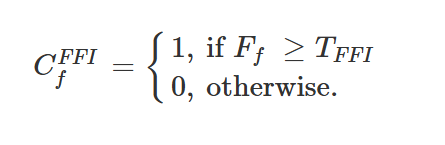 C_f^{FFI} = { 1, if F_f ≥ T_{FFI}
0, otherwise.